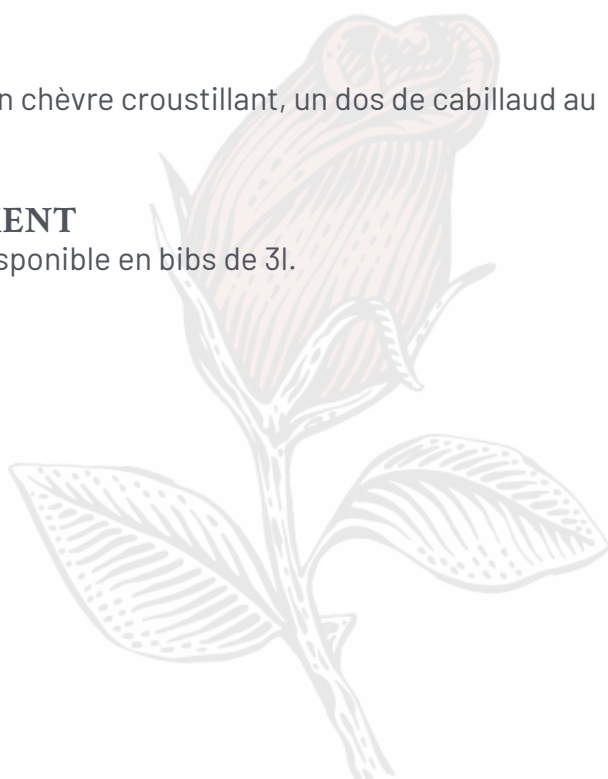 n chèvre croustillant, un dos de cabillaud au
ENT
sponible en bibs de 3l.